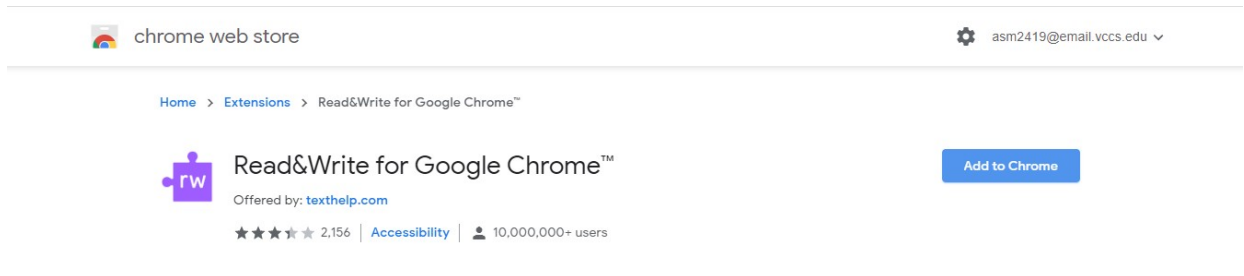 chrome web store asm2419@email.vccs.edu
Home > Extensions > Read&Write for Google Chrome™
rw
Read&Write for Google Chrome™
Add to Chrome
Offered by: texthelp.com
2,156 | Accessibility | 10,000,000+ users